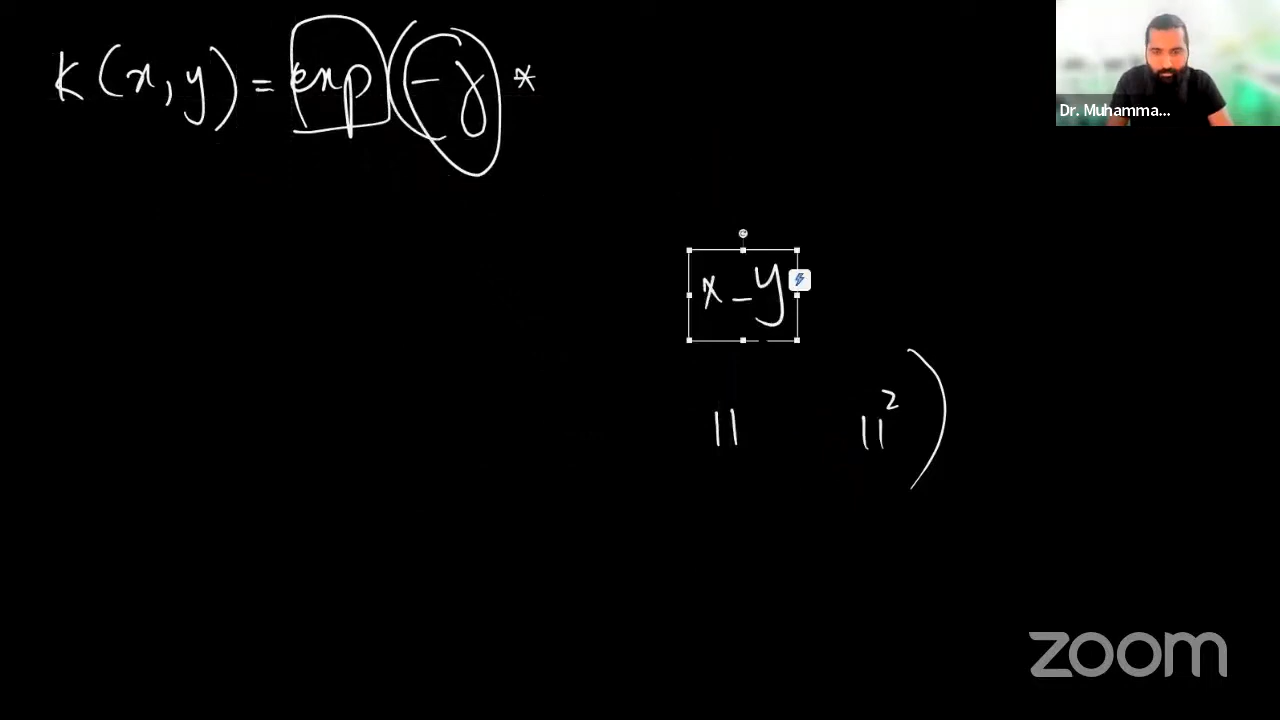 K(x,y) = exp(-γ *
Dr. Muhamma...
x - y
|| ||²)
zoom